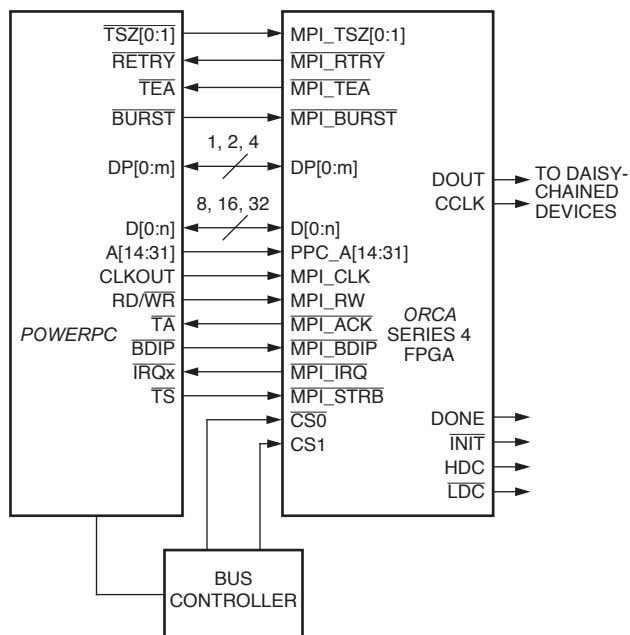 TSZ[0:1] MPI_TSZ[0:1]
RETRY MPI_RTRY
TEA MPI_TEA
BURST MPI_BURST
1, 2, 4
DP[0:m] DP[0:m]
DOUT TO DAISY-
CHAINED
CCLK DEVICES
8, 16, 32
D[0:n] D[0:n]
A[14:31] PPC_A[14:31]
CLKOUT MPI_CLK
RD/WR MPI_RW
POWERPC
TA MPI_ACK
ORCA
SERIES 4
FPGA
BDIP MPI_BDIP
IRQx MPI_IRQ
TS MPI_STRB
CS0
CS1
DONE
INIT
HDC
LDC
BUS
CONTROLLER